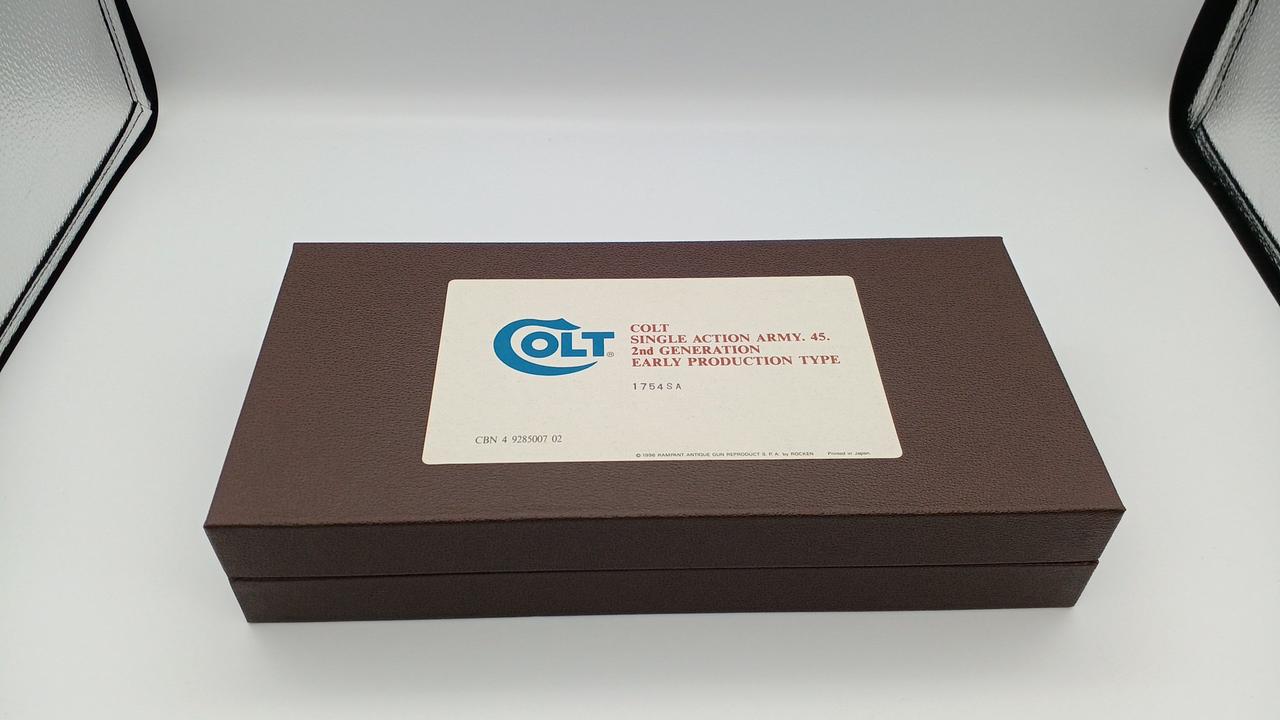 COLT
COLT
SINGLE ACTION ARMY. 45.
2nd GENERATION
EARLY PRODUCTION TYPE
1754SA
CBN 4 9285007 02
© 1996 RAMPANT ANTIQUE GUN REPRODUCT S. P. A. by ROCKEN Printed in Japan